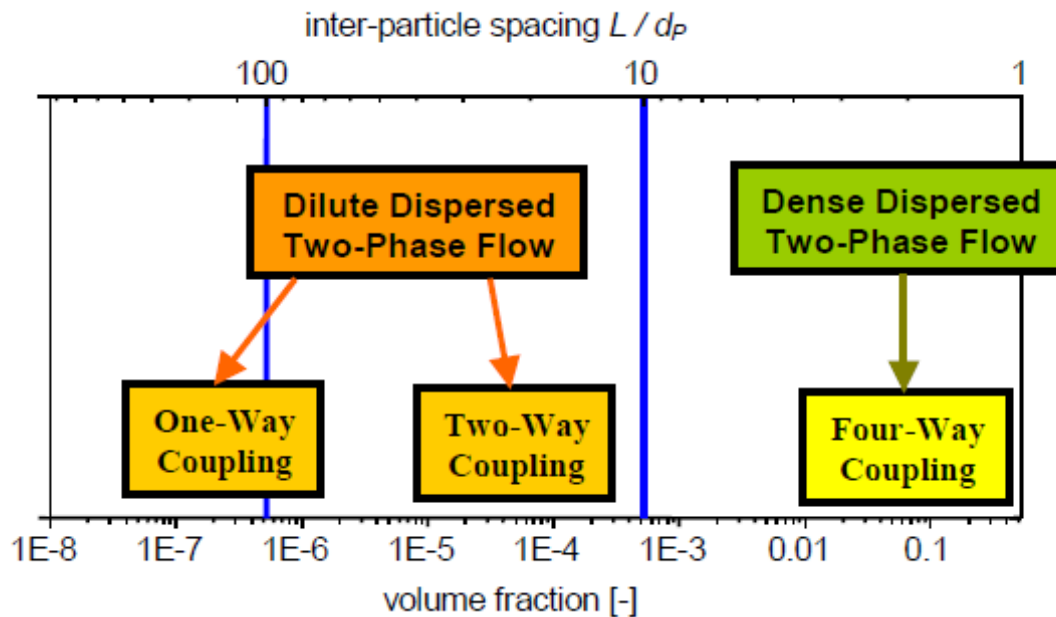 inter-particle spacing L / dP
100 10 1
Dilute Dispersed
Two-Phase Flow
Dense Dispersed
Two-Phase Flow
One-Way
Coupling
Two-Way
Coupling
Four-Way
Coupling
1E-8 1E-7 1E-6 1E-5 1E-4 1E-3 0.01 0.1
volume fraction [-]